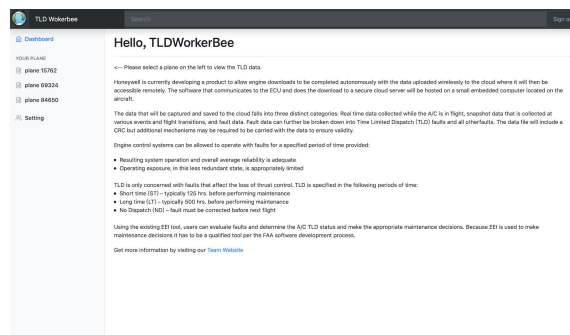 TLD Wokerbee
Search
Sign o
Dashboard
YOUR PLANE
plane 15762
plane 69324
plane 84650
Setting
Hello, TLDWorkerBee
<-- Please select a plane on the left to view the TLD data.
Honeywell is currently developing a product to allow engine downloads to be completed autonomously with the data uploaded wirelessly to the cloud where it will then be
accessible remotely. The software that communicates to the ECU and does the download to a secure cloud server will be hosted on a small embedded computer located on the
aircraft.
The data that will be captured and saved to the cloud falls into three distinct categories: Real time data collected while the A/C is in flight, snapshot data that is collected at
various events and flight transitions, and fault data. Fault data can further be broken down into Time Limited Dispatch (TLD) faults and all otherfaults. The data file will include a
CRC but additional mechanisms may be required to be carried with the data to ensure validity.
Engine control systems can be allowed to operate with faults for a specified period of time provided:
• Resulting system operation and overall average reliability is adequate
• Operating exposure, in this less redundant state, is appropriately limited
TLD is only concerned with faults that affect the loss of thrust control. TLD is specified in the following periods of time:
• Short time (ST) – typically 125 hrs. before performing maintenance
• Long time (LT) – typically 500 hrs. before performing maintenance
• No Dispatch (ND) – fault must be corrected before next flight
Using the existing EEI tool, users can evaluate faults and determine the A/C TLD status and make the appropriate maintenance decisions. Because EEI is used to make
maintenance decisions it has to be a qualified tool per the FAA software development process.
Get more information by visiting our Team Website